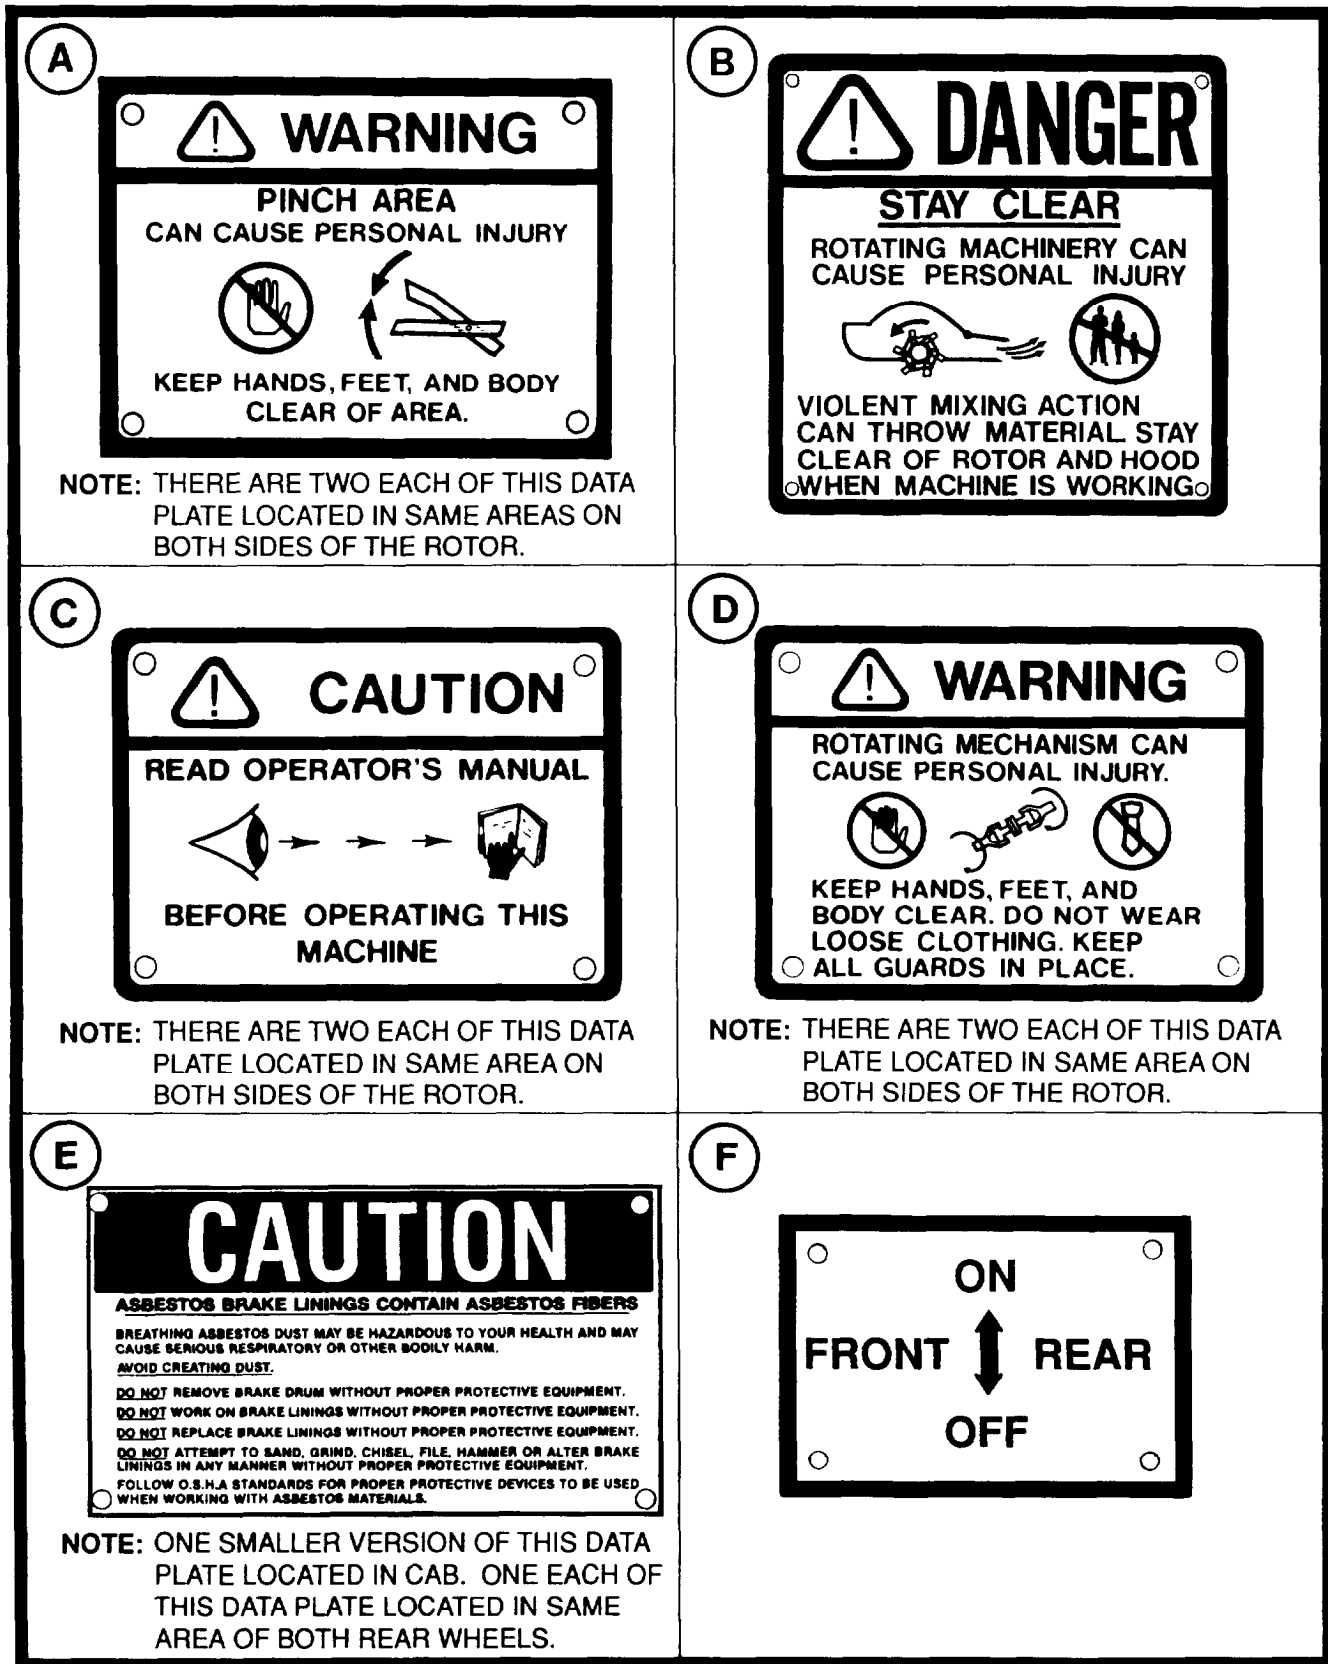 A
WARNING
PINCH AREA
CAN CAUSE PERSONAL INJURY
KEEP HANDS, FEET, AND BODY
CLEAR OF AREA.
NOTE: THERE ARE TWO EACH OF THIS DATA
PLATE LOCATED IN SAME AREAS ON
BOTH SIDES OF THE ROTOR.
B
DANGER
STAY CLEAR
ROTATING MACHINERY CAN
CAUSE PERSONAL INJURY
VIOLENT MIXING ACTION
CAN THROW MATERIAL STAY
CLEAR OF ROTOR AND HOOD
WHEN MACHINE IS WORKING
C
CAUTION
READ OPERATOR'S MANUAL
BEFORE OPERATING THIS
MACHINE
NOTE: THERE ARE TWO EACH OF THIS DATA
PLATE LOCATED IN SAME AREA ON
BOTH SIDES OF THE ROTOR.
D
WARNING
ROTATING MECHANISM CAN
CAUSE PERSONAL INJURY.
KEEP HANDS, FEET, AND
BODY CLEAR. DO NOT WEAR
LOOSE CLOTHING. KEEP
ALL GUARDS IN PLACE.
NOTE: THERE ARE TWO EACH OF THIS DATA
PLATE LOCATED IN SAME AREA ON
BOTH SIDES OF THE ROTOR.
E
CAUTION
ASBESTOS BRAKE LININGS CONTAIN ASBESTOS FIBERS
BREATHING ASBESTOS DUST MAY BE HAZARDOUS TO YOUR HEALTH AND MAY
CAUSE SERIOUS RESPIRATORY OR OTHER BODILY HARM.
AVOID CREATING DUST.
DO NOT REMOVE BRAKE DRUM WITHOUT PROPER PROTECTIVE EQUIPMENT.
DO NOT WORK ON BRAKE LININGS WITHOUT PROPER PROTECTIVE EQUIPMENT.
DO NOT REPLACE BRAKE LININGS WITHOUT PROPER PROTECTIVE EQUIPMENT.
DO NOT ATTEMPT TO SAND, GRIND, CHISEL, FILE, HAMMER OR ALTER BRAKE
LININGS IN ANY MANNER WITHOUT PROPER PROTECTIVE EQUIPMENT.
FOLLOW O.S.H.A STANDARDS FOR PROPER PROTECTIVE DEVICES TO BE USED
WHEN WORKING WITH ASBESTOS MATERIALS.
NOTE: ONE SMALLER VERSION OF THIS DATA
PLATE LOCATED IN CAB. ONE EACH OF
THIS DATA PLATE LOCATED IN SAME
AREA OF BOTH REAR WHEELS.
F
ON
FRONT REAR
OFF